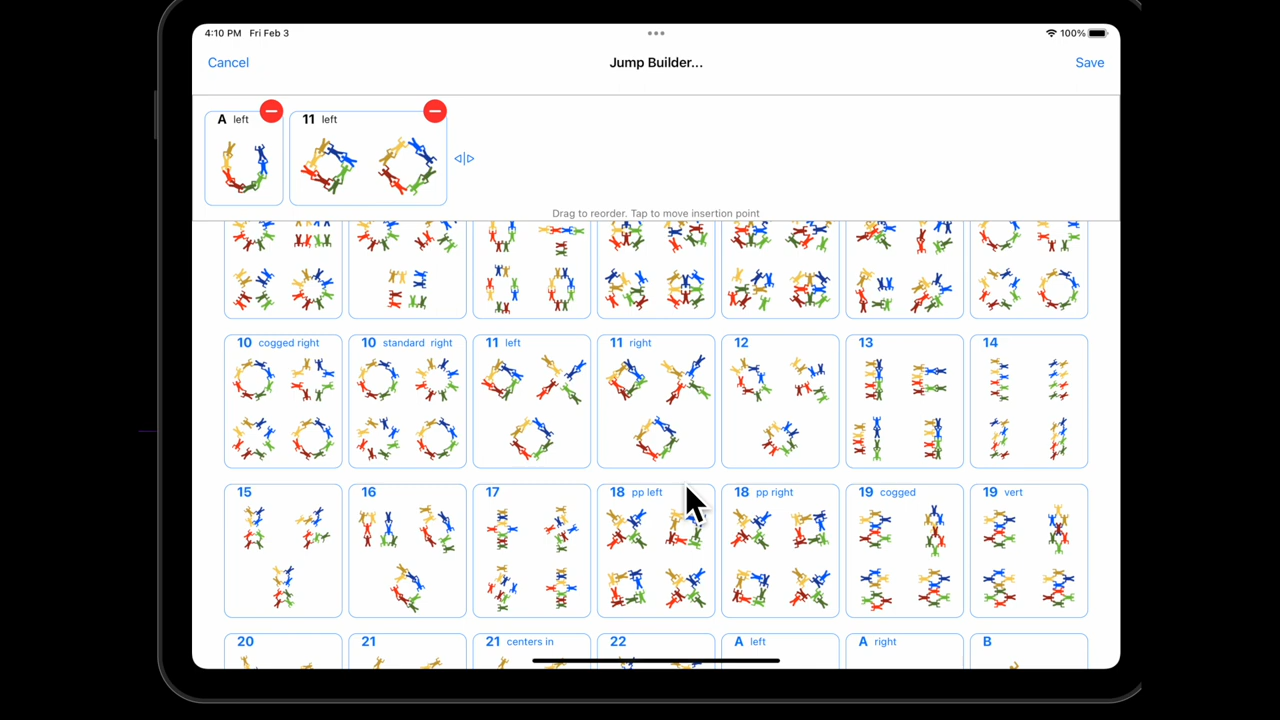 4:10 PM Fri Feb 3 100%
Cancel Jump Builder... Save
A left 11 left
Drag to reorder. Tap to move insertion point
10 cogged right 10 standard right 11 left 11 right 12 13 14
15 16 17 18 pp left 18 pp right 19 cogged 19 vert
20 21 21 centers in 22 A left A right B